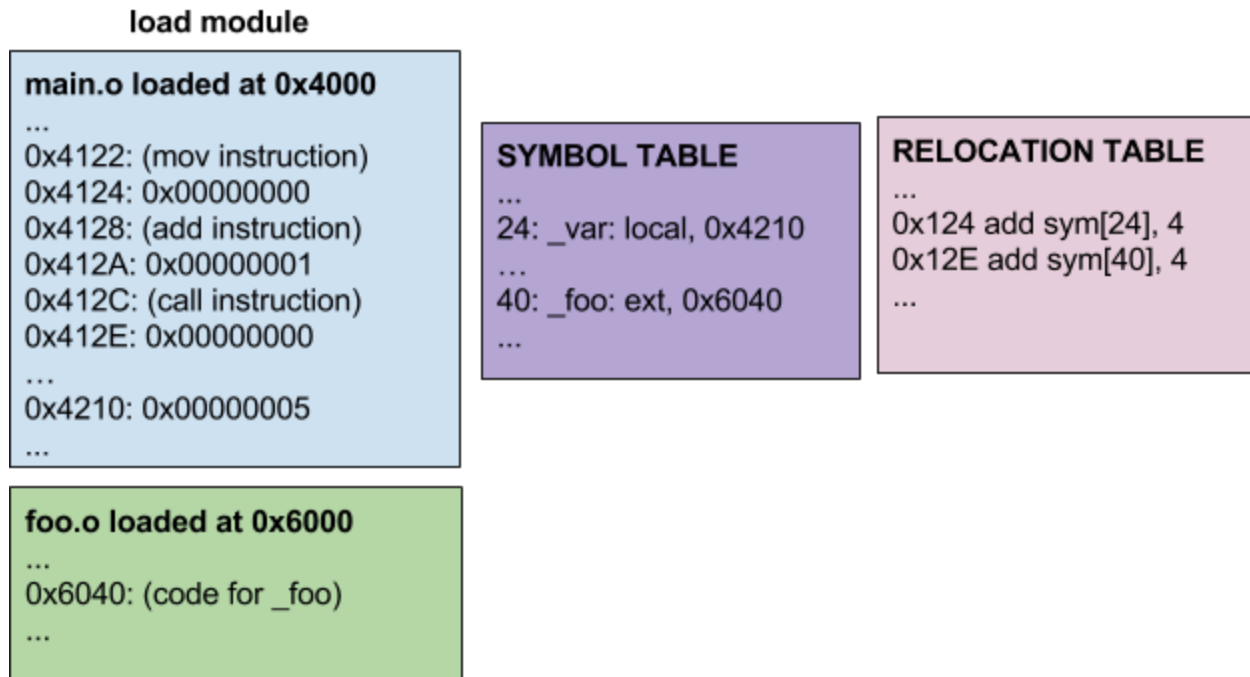 load module
main.o loaded at 0x4000
...
0x4122: (mov instruction)
0x4124: 0x00000000
0x4128: (add instruction)
0x412A: 0x00000001
0x412C: (call instruction)
0x412E: 0x00000000
…
0x4210: 0x00000005
...
foo.o loaded at 0x6000
...
0x6040: (code for _foo)
...
SYMBOL TABLE
...
24: _var: local, 0x4210
…
40: _foo: ext, 0x6040
...
RELOCATION TABLE
...
0x124 add sym[24], 4
0x12E add sym[40], 4
...